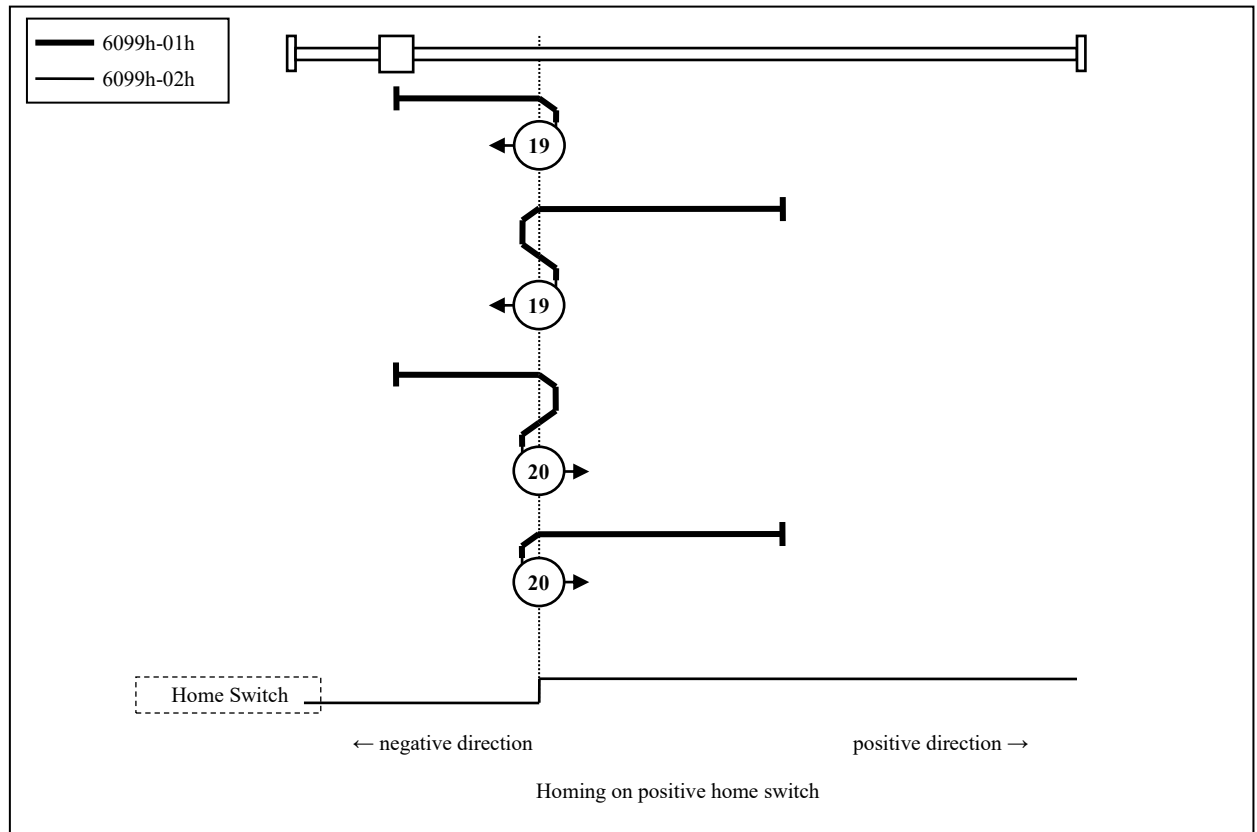 6099h-01h
6099h-02h
19
19
20
20
Home Switch
← negative direction
positive direction →
Homing on positive home switch